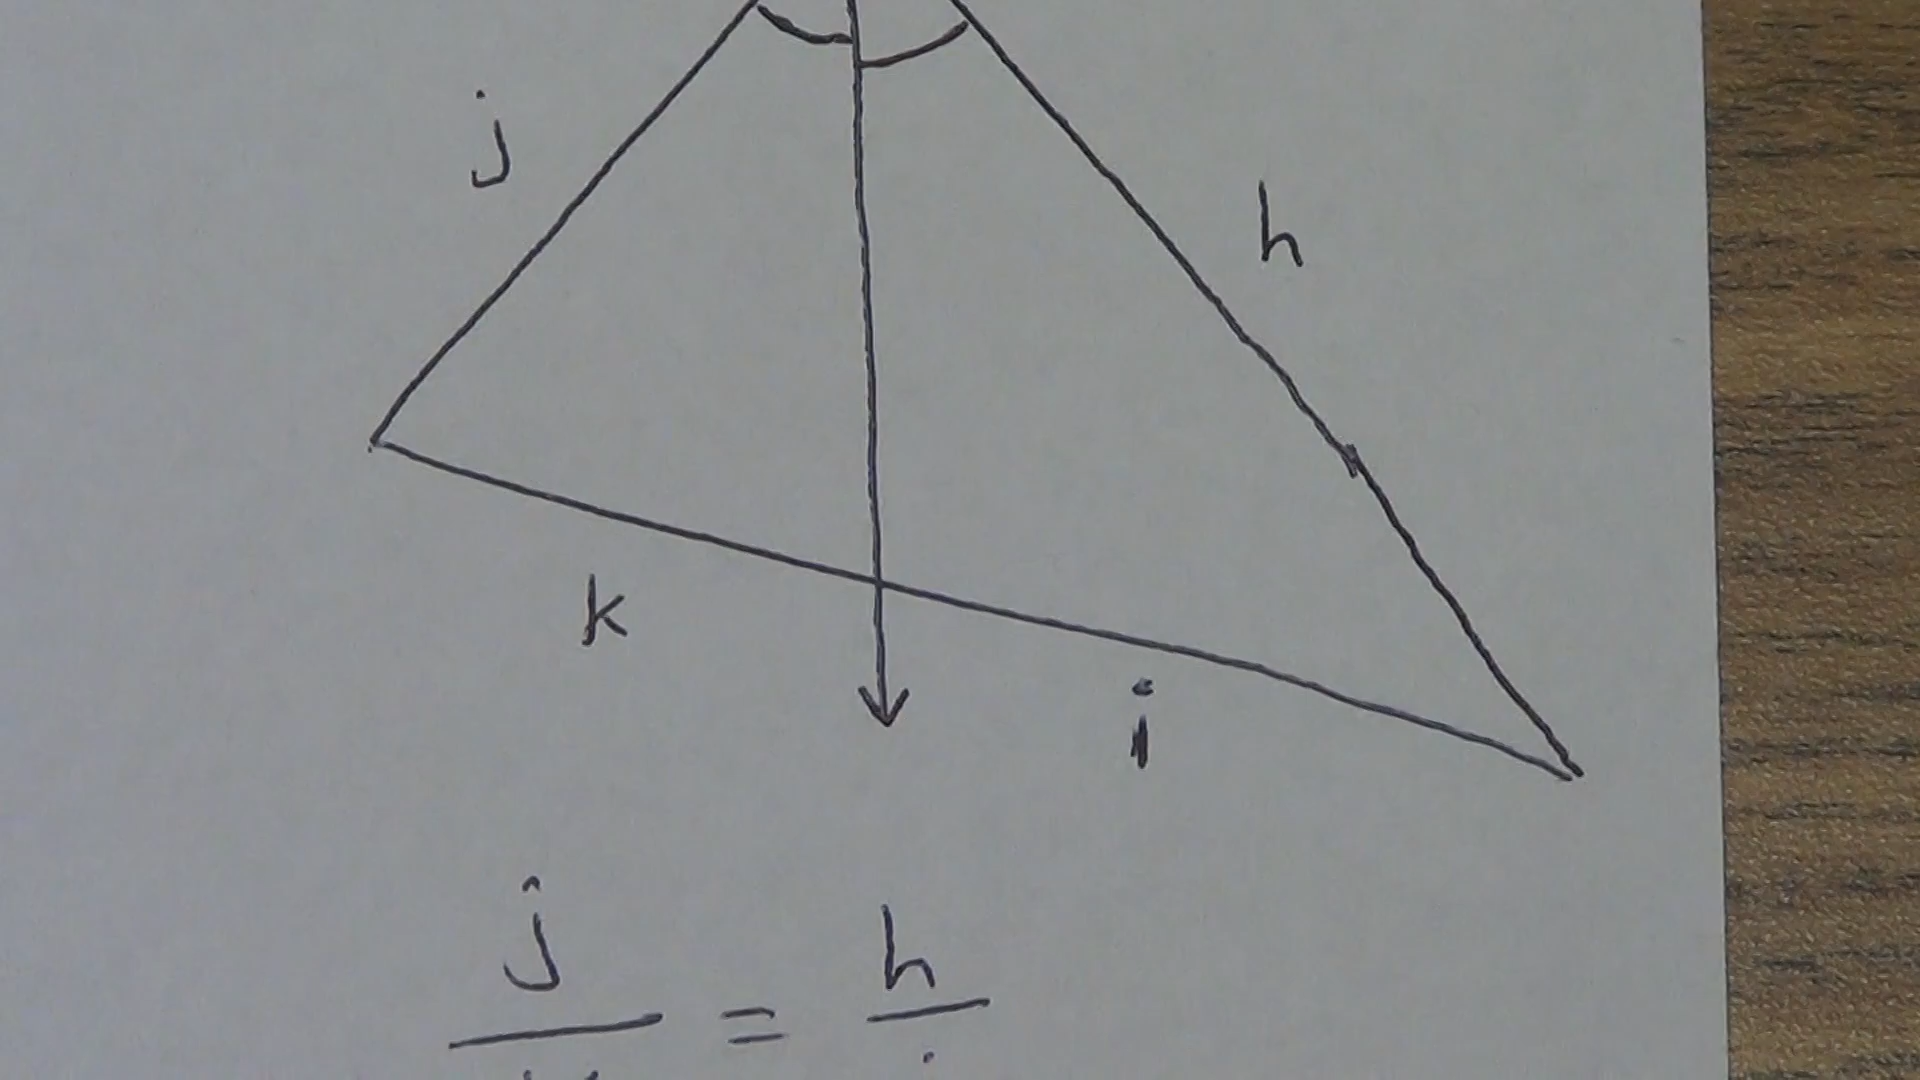 j
h
k
i
j = h